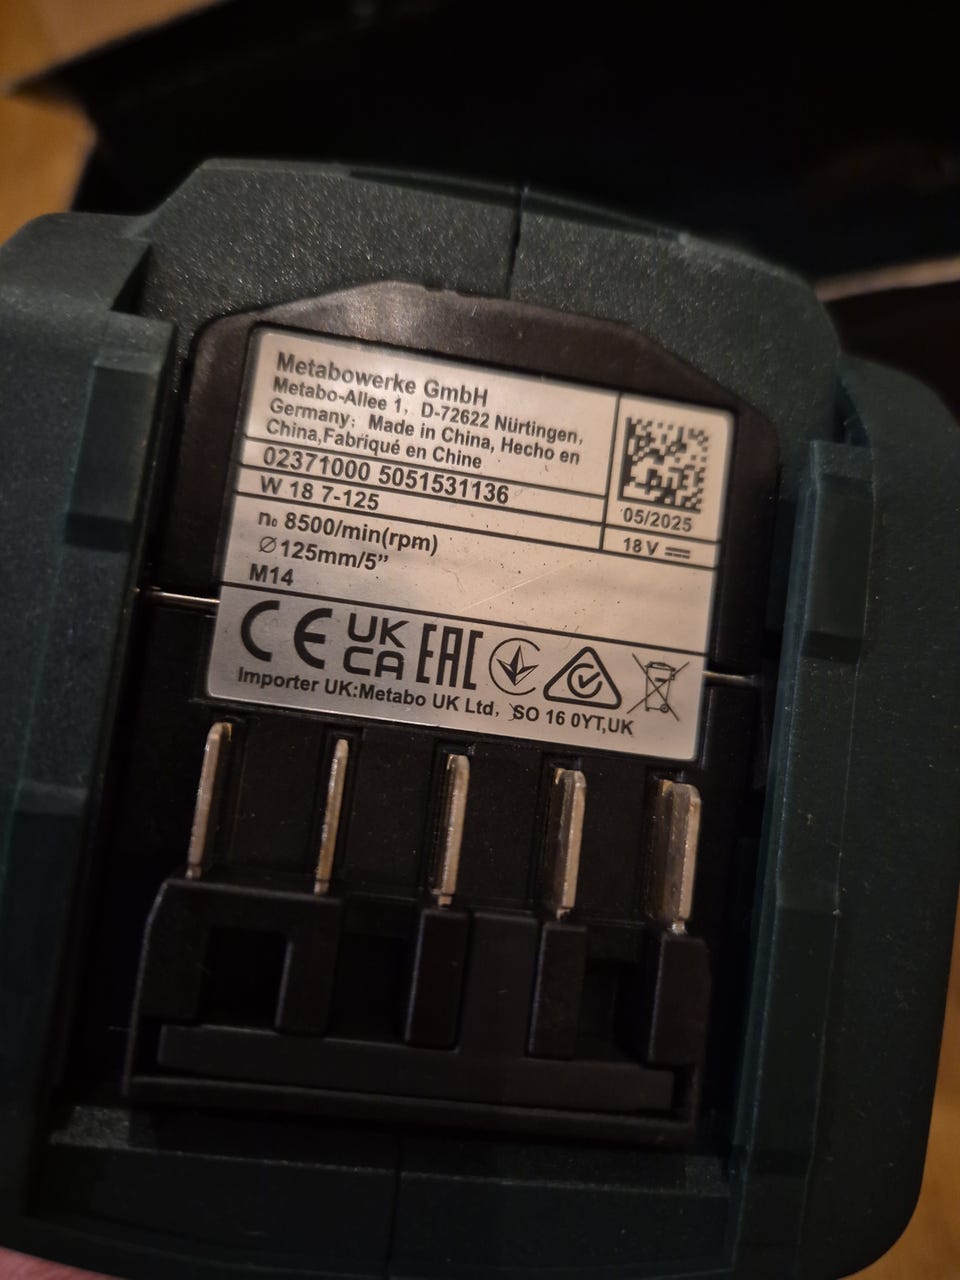 Metabowerke GmbH
Metabo-Allee 1, D-72622 Nürtingen,
Germany; Made in China, Hecho en
China,Fabriqué en Chine
02371000 5051531136
05/2025
W 18 7-125
18 V
n₀ 8500/min(rpm)
Ø125mm/5”
M14
CE UK CA EAC
Importer UK:Metabo UK Ltd, SO 16 0YT,UK